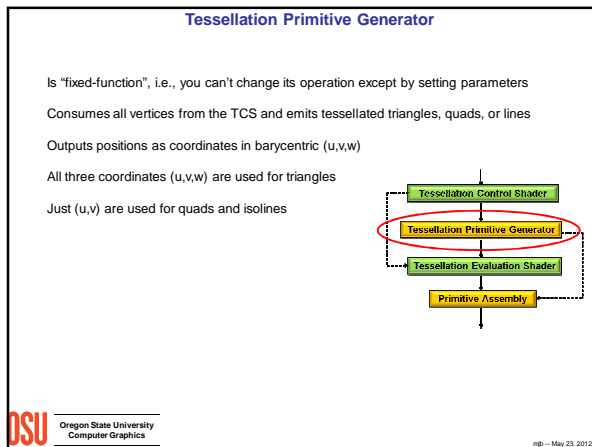 Tessellation Primitive Generator
Is “fixed-function”, i.e., you can’t change its operation except by setting parameters
Consumes all vertices from the TCS and emits tessellated triangles, quads, or lines
Outputs positions as coordinates in barycentric (u,v,w)
All three coordinates (u,v,w) are used for triangles
Just (u,v) are used for quads and isolines
Tessellation Control Shader
Tessellation Primitive Generator
Tessellation Evaluation Shader
Primitive Assembly
OSU
Oregon State University
Computer Graphics
mjb -- May 23, 2012